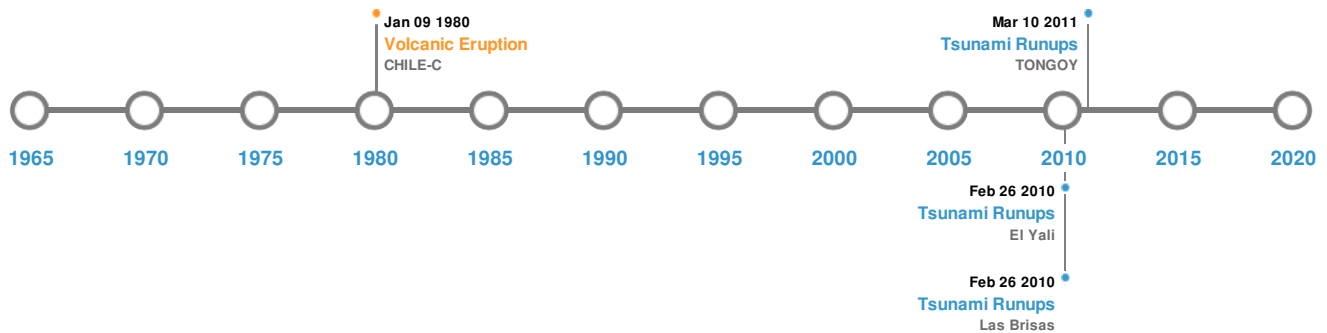 Jan 09 1980
Volcanic Eruption
CHILE-C
Mar 10 2011
Tsunami Runups
TONGOY
1965 1970 1975 1980 1985 1990 1995 2000 2005 2010 2015 2020
Feb 26 2010
Tsunami Runups
El Yali
Feb 26 2010
Tsunami Runups
Las Brisas